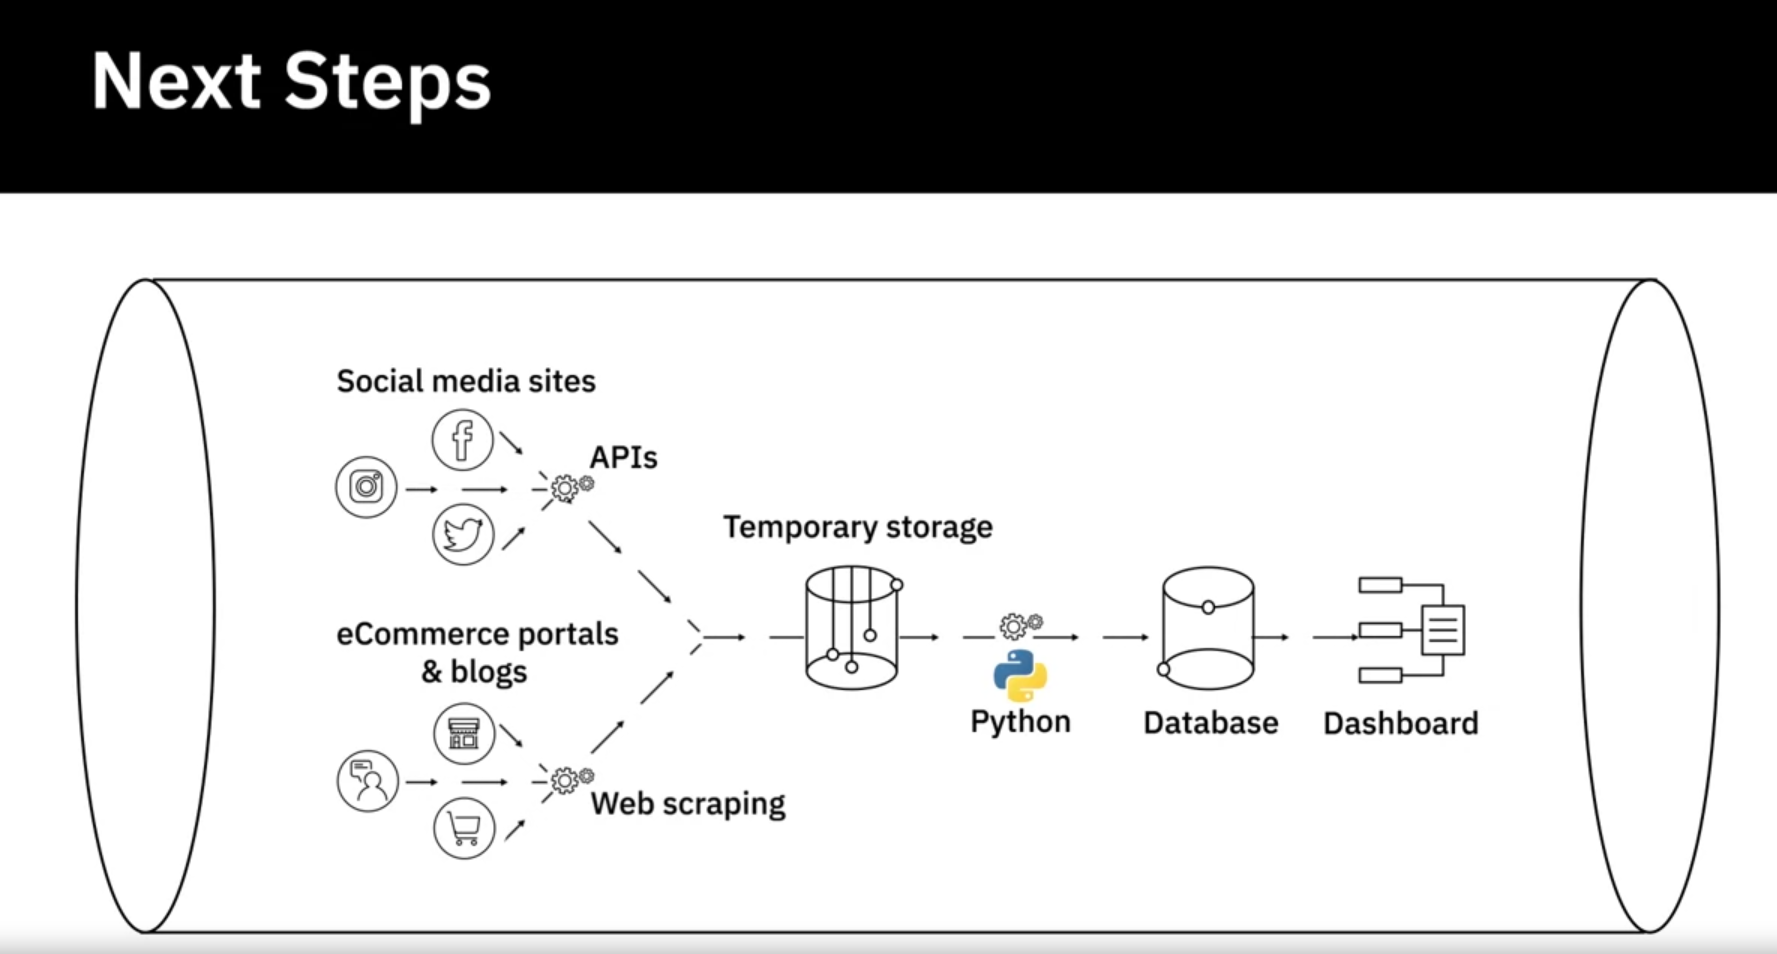 Next Steps
Social media sites
APIs
Temporary storage
eCommerce portals
& blogs
Python
Database
Dashboard
Web scraping